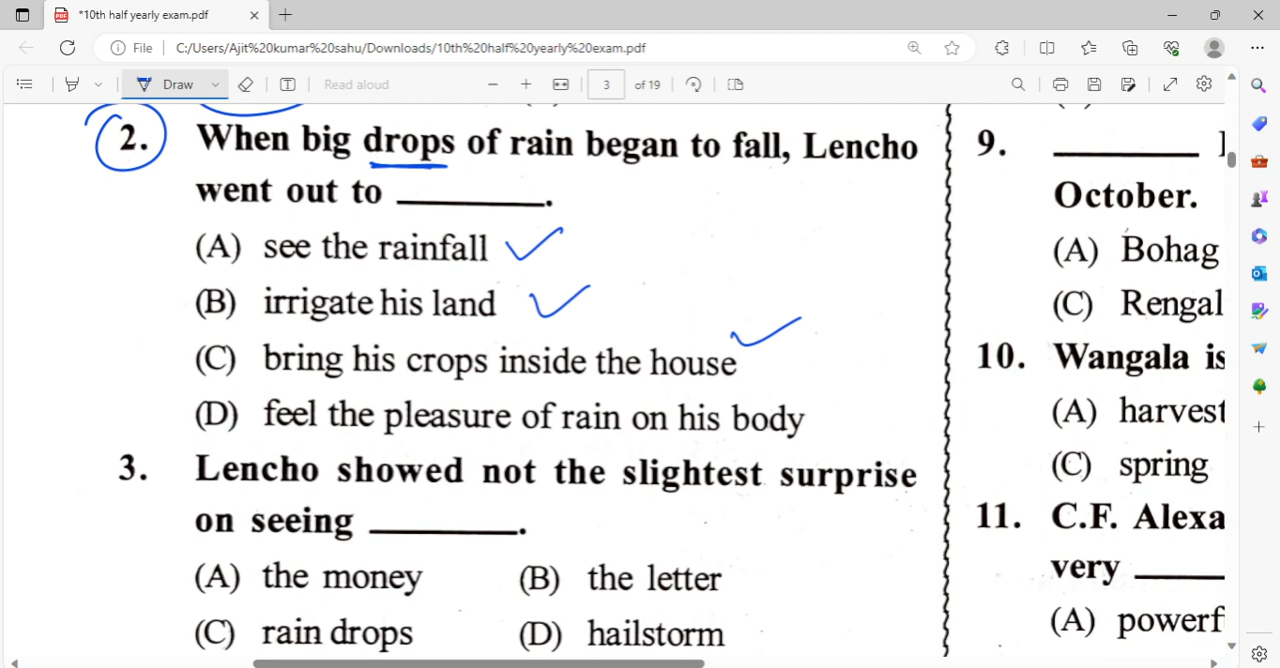 *10th half yearly exam.pdf
File
C:/Users/Ajit%20kumar%20sahu/Downloads/10th%20half%20yearly%20exam.pdf
Draw
Read aloud
3
of 19
2. When big drops of rain began to fall, Lencho
went out to ________.
(A) see the rainfall
(B) irrigate his land
(C) bring his crops inside the house
(D) feel the pleasure of rain on his body
3. Lencho showed not the slightest surprise
on seeing ________.
(A) the money (B) the letter
(C) rain drops (D) hailstorm
9. ________
October.
(A) Bohag
(C) Rengal
10. Wangala is
(A) harvest
(C) spring
11. C.F. Alexa
very ________
(A) powerf